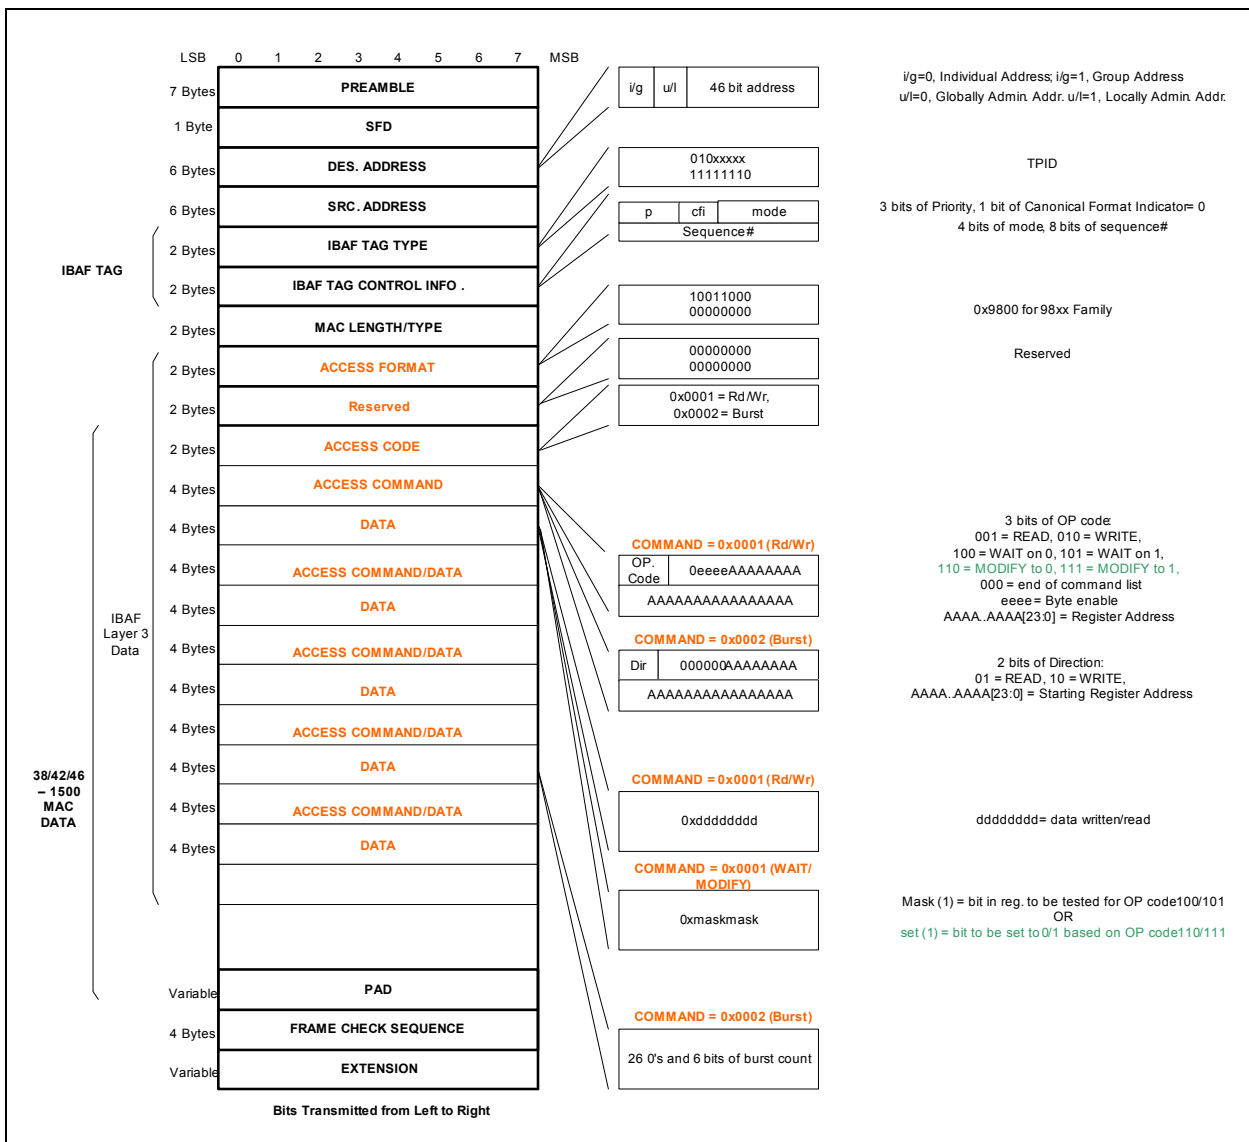 LSB 0 1 2 3 4 5 6 7 MSB
7 Bytes PREAMBLE
i/g u/l 46 bit address
i/g=0, Individual Address; i/g=1, Group Address
u/l=0, Globally Admin. Addr. u/l=1, Locally Admin. Addr.
1 Byte SFD
6 Bytes DES. ADDRESS
010xxxxx
11111110
TPID
6 Bytes SRC. ADDRESS
p cfi mode
Sequence#
3 bits of Priority, 1 bit of Canonical Format Indicator= 0
4 bits of mode, 8 bits of sequence#
IBAF TAG
2 Bytes IBAF TAG TYPE
2 Bytes IBAF TAG CONTROL INFO .
10011000
00000000
0x9800 for 98xx Family
2 Bytes MAC LENGTH/TYPE
2 Bytes ACCESS FORMAT
00000000
00000000
Reserved
2 Bytes Reserved
0x0001 = Rd/Wr,
0x0002 = Burst
2 Bytes ACCESS CODE
4 Bytes ACCESS COMMAND
4 Bytes DATA
COMMAND = 0x0001 (Rd/Wr)
OP.
Code
0eeeeAAAAAAAA
AAAAAAAAAAAAAAAA
3 bits of OP code:
001 = READ, 010 = WRITE,
100 = WAIT on 0, 101 = WAIT on 1,
110 = MODIFY to 0, 111 = MODIFY to 1,
000 = end of command list
eeee = Byte enable
AAAA..AAAA[23:0] = Register Address
4 Bytes ACCESS COMMAND/DATA
4 Bytes DATA
IBAF
Layer 3
Data
4 Bytes ACCESS COMMAND/DATA
COMMAND = 0x0002 (Burst)
Dir 000000AAAAAAAA
AAAAAAAAAAAAAAAA
2 bits of Direction:
01 = READ, 10 = WRITE,
AAAA..AAAA[23:0] = Starting Register Address
4 Bytes DATA
4 Bytes ACCESS COMMAND/DATA
4 Bytes DATA
38/42/46
– 1500
MAC
DATA
COMMAND = 0x0001 (Rd/Wr)
0xdddddddd
dddddddd = data written/read
4 Bytes ACCESS COMMAND/DATA
4 Bytes DATA
COMMAND = 0x0001 (WAIT/
MODIFY)
0xmaskmask
Mask (1) = bit in reg. to be tested for OP code100/101
OR
set (1) = bit to be set to 0/1 based on OP code110/111
Variable PAD
COMMAND = 0x0002 (Burst)
26 0's and 6 bits of burst count
4 Bytes FRAME CHECK SEQUENCE
Variable EXTENSION
Bits Transmitted from Left to Right